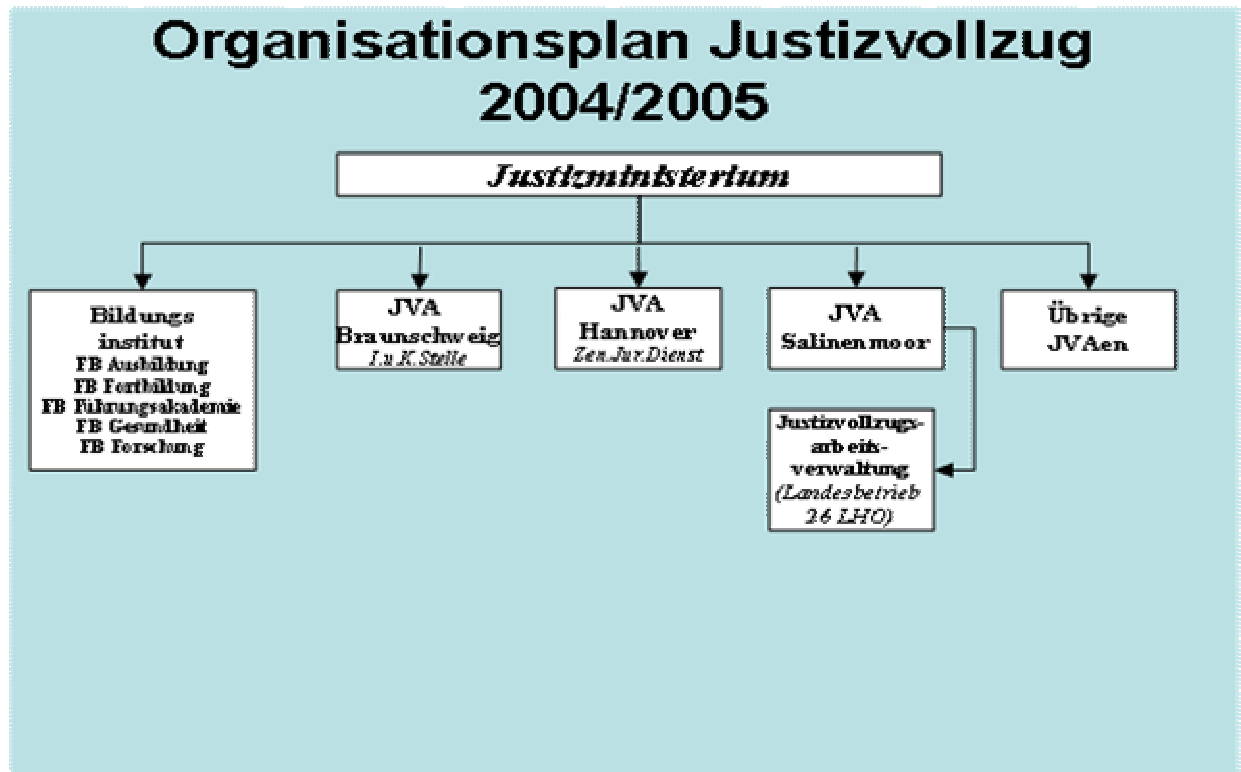 Organisationsplan Justizvollzug
2004/2005
Justizministerium
Bildungs
institut
FB Ausbildung
FB Fortbildung
FB Führungsakademie
FB Gesundheit
FB Forschung
JVA
Braunschweig
I.u.K.Stelle
JVA
Hannover
Zen.Jur.Dienst
JVA
Salinenmoor
Übrige
JVAen
Justizvollzugs-
arbeits-
verwaltung
(Landesbetrieb
26 LHO)